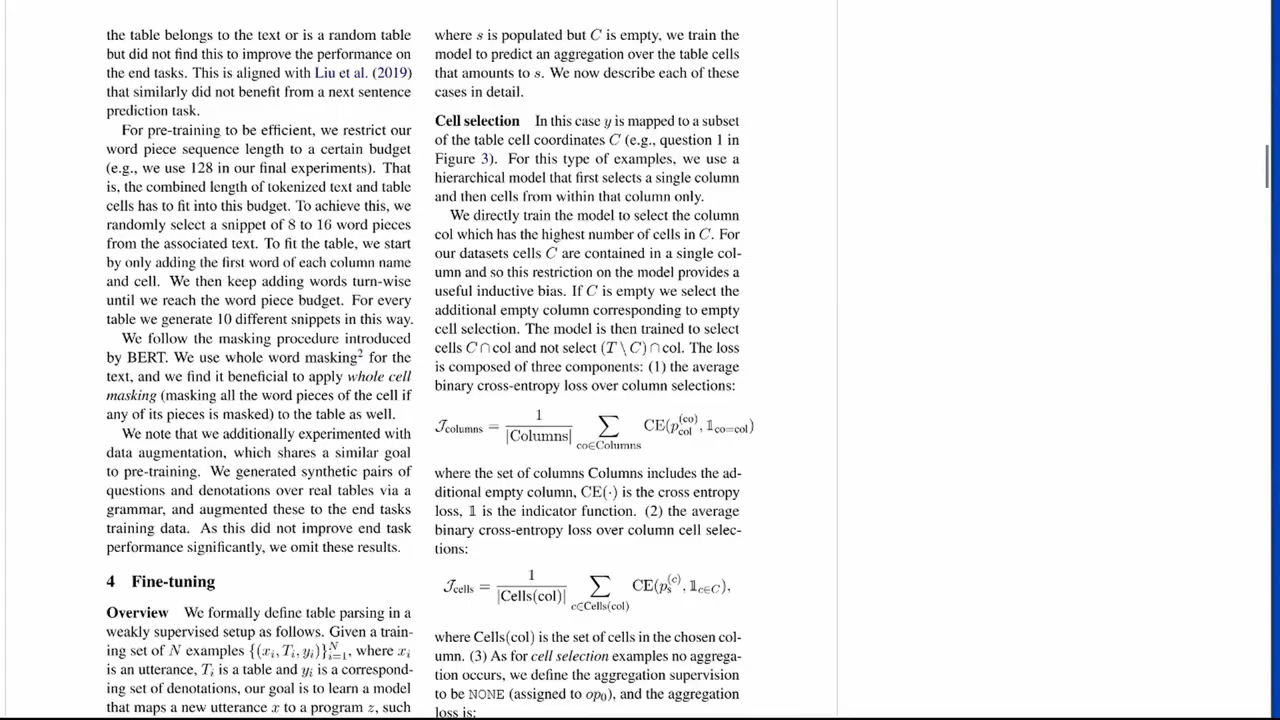 the table belongs to the text or is a random table
but did not find this to improve the performance on
the end tasks. This is aligned with Liu et al. (2019)
that similarly did not benefit from a next sentence
prediction task.
For pre-training to be efficient, we restrict our
word piece sequence length to a certain budget
(e.g., we use 128 in our final experiments). That
is, the combined length of tokenized text and table
cells has to fit into this budget. To achieve this, we
randomly select a snippet of 8 to 16 word pieces
from the associated text. To fit the table, we start
by only adding the first word of each column name
and cell. We then keep adding words turn-wise
until we reach the word piece budget. For every
table we generate 10 different snippets in this way.
We follow the masking procedure introduced
by BERT. We use whole word masking² for the
text, and we find it beneficial to apply whole cell
masking (masking all the word pieces of the cell if
any of its pieces is masked) to the table as well.
We note that we additionally experimented with
data augmentation, which shares a similar goal
to pre-training. We generated synthetic pairs of
questions and denotations over real tables via a
grammar, and augmented these to the end tasks
training data. As this did not improve end task
performance significantly, we omit these results.
4 Fine-tuning
Overview We formally define table parsing in a
weakly supervised setup as follows. Given a train-
ing set of N examples {(x_i, T_i, y_i)}_{i=1}^N, where x_i
is an utterance, T_i is a table and y_i is a correspond-
ing set of denotations, our goal is to learn a model
that maps a new utterance x to a program z, such
where s is populated but C is empty, we train the
model to predict an aggregation over the table cells
that amounts to s. We now describe each of these
cases in detail.
Cell selection In this case y is mapped to a subset
of the table cell coordinates C (e.g., question 1 in
Figure 3). For this type of examples, we use a
hierarchical model that first selects a single column
and then cells from within that column only.
We directly train the model to select the column
col which has the highest number of cells in C. For
our datasets cells C are contained in a single col-
umn and so this restriction on the model provides a
useful inductive bias. If C is empty we select the
additional empty column corresponding to empty
cell selection. The model is then trained to select
cells C ∩ col and not select (T \ C) ∩ col. The loss
is composed of three components: (1) the average
binary cross-entropy loss over column selections:
𝒥_columns = 1/|Columns| ∑_{co∈Columns} CE(p_col^(co), 𝟙_{co=col})
where the set of columns Columns includes the ad-
ditional empty column, CE(·) is the cross entropy
loss, 𝟙 is the indicator function. (2) the average
binary cross-entropy loss over column cell selec-
tions:
𝒥_cells = 1/|Cells(col)| ∑_{c∈Cells(col)} CE(p_s^(c), 𝟙_{c∈C}),
where Cells(col) is the set of cells in the chosen col-
umn. (3) As for cell selection examples no aggrega-
tion occurs, we define the aggregation supervision
to be NONE (assigned to op₀), and the aggregation
loss is: